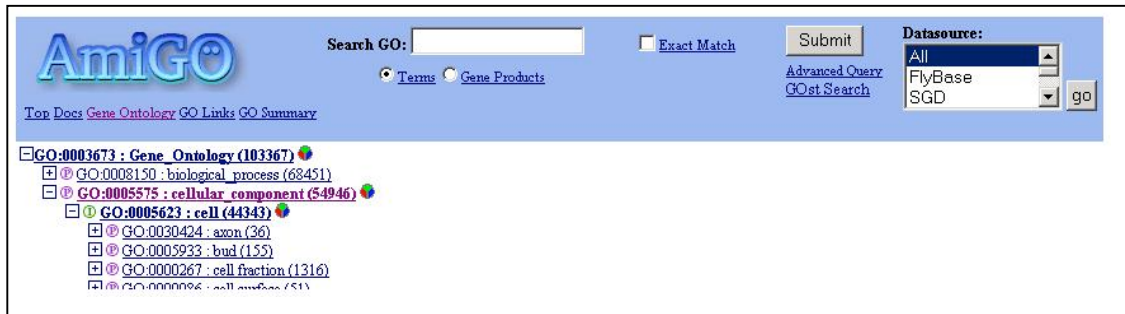 AmiGO
Search GO:
Exact Match
Submit
Datasource:
All
FlyBase
SGD
go
Terms Gene Products
Advanced Query
GOst Search
Top Docs Gene Ontology GO Links GO Summary
GO:0003673 : Gene_Ontology (103367)
P GO:0008150 : biological_process (68451)
P GO:0005575 : cellular_component (54946)
I GO:0005623 : cell (44343)
P GO:0030424 : axon (36)
P GO:0005933 : bud (155)
P GO:0000267 : cell fraction (1316)